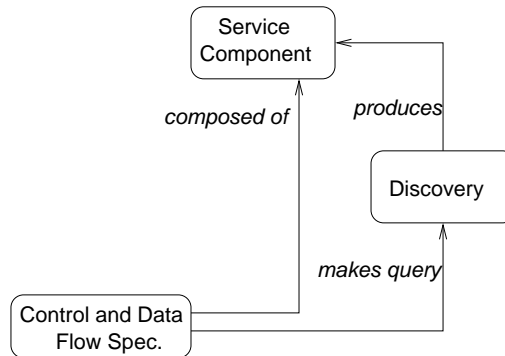 Service
Component
composed of
produces
Discovery
makes query
Control and Data
Flow Spec.